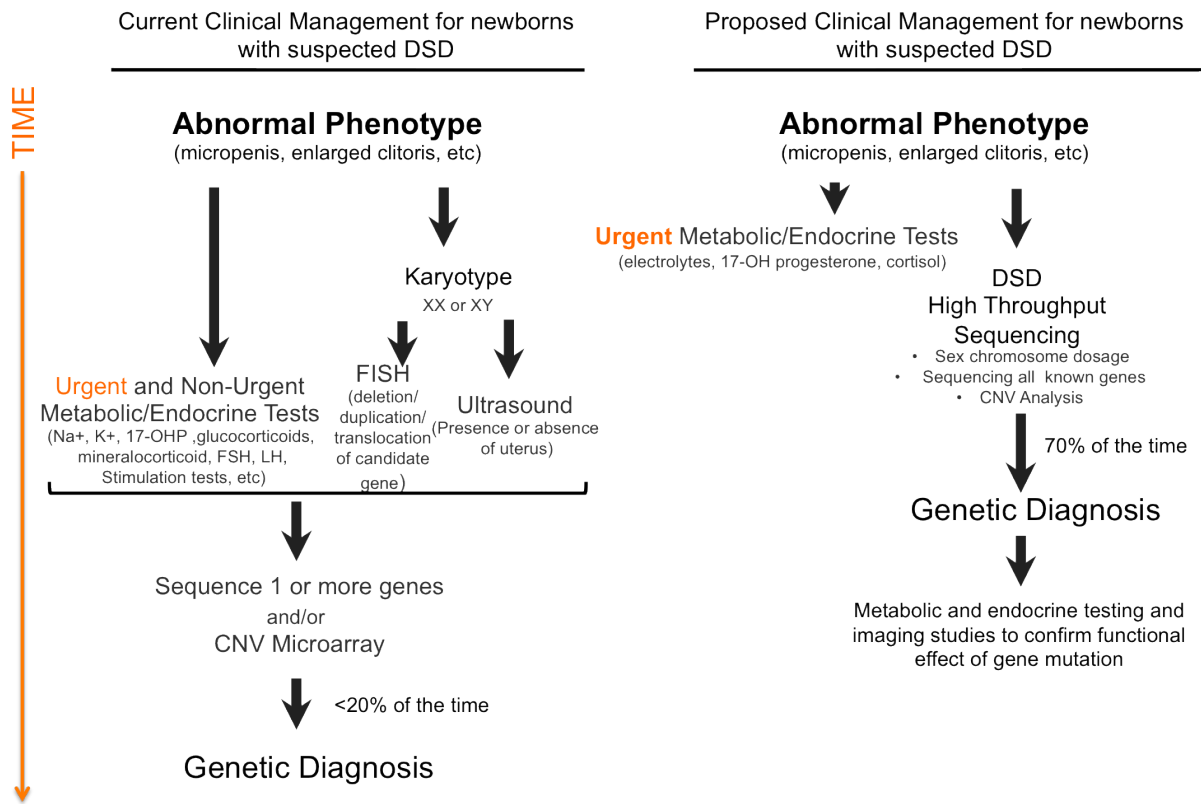 Current Clinical Management for newborns
with suspected DSD
TIME
Abnormal Phenotype
(micropenis, enlarged clitoris, etc)
Karyotype
XX or XY
Urgent and Non-Urgent
Metabolic/Endocrine Tests
(Na+, K+, 17-OHP ,glucocorticoids,
mineralocorticoid, FSH, LH,
Stimulation tests, etc)
FISH
(deletion/
duplication/
translocation
of candidate
gene)
Ultrasound
(Presence or absence
of uterus)
Sequence 1 or more genes
and/or
CNV Microarray
<20% of the time
Genetic Diagnosis
Proposed Clinical Management for newborns
with suspected DSD
Abnormal Phenotype
(micropenis, enlarged clitoris, etc)
Urgent Metabolic/Endocrine Tests
(electrolytes, 17-OH progesterone, cortisol)
DSD
High Throughput
Sequencing
• Sex chromosome dosage
• Sequencing all known genes
• CNV Analysis
70% of the time
Genetic Diagnosis
Metabolic and endocrine testing and
imaging studies to confirm functional
effect of gene mutation